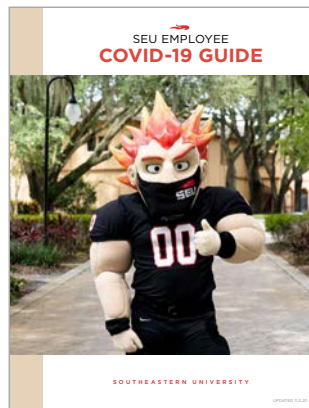 SEU EMPLOYEE
COVID-19 GUIDE
SEU
00
SOUTHEASTERN UNIVERSITY